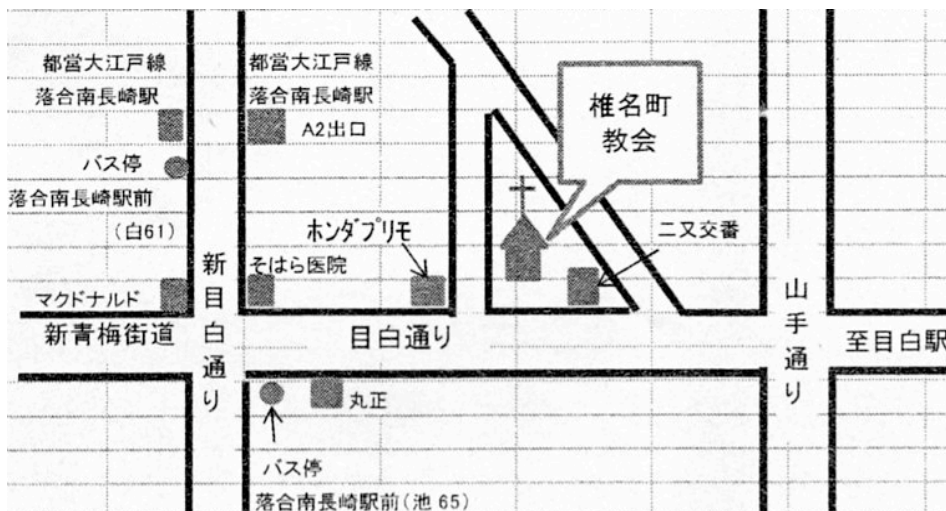 都営大江戸線
落合南長崎駅
バス停
落合南長崎駅前
（白61）
マクドナルド
新青梅街道
新目白通り
都営大江戸線
落合南長崎駅
A2出口
ホンダプリモ
そはら医院
目白通り
椎名町
教会
二又交番
山手通り
至目白駅
丸正
バス停
落合南長崎駅前（池 65）